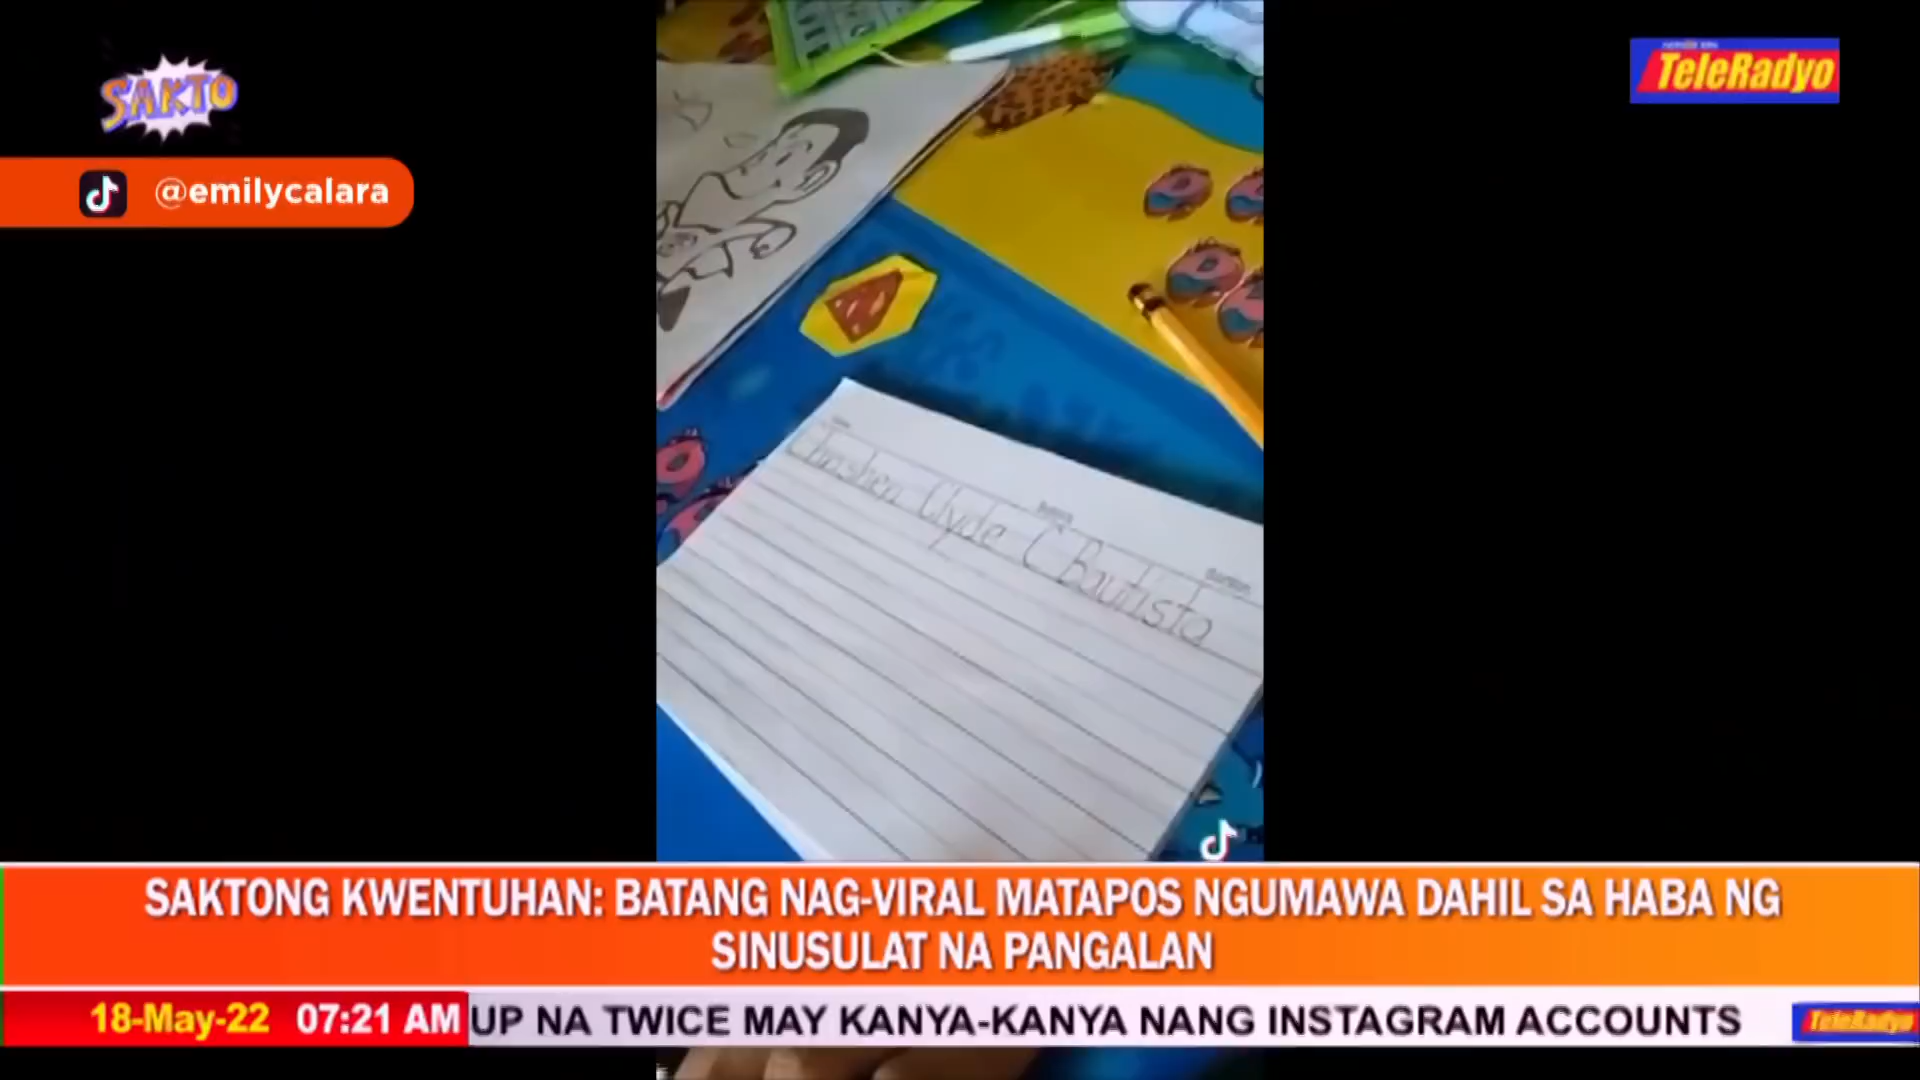 SAKTO
TeleRadyo
@emilycalara
Clyde C Bautista
SAKTONG KWENTUHAN: BATANG NAG-VIRAL MATAPOS NGUMAWA DAHIL SA HABA NG
SINUSULAT NA PANGALAN
18-May-22 07:21 AM UP NA TWICE MAY KANYA-KANYA NANG INSTAGRAM ACCOUNTS TeleRadyo